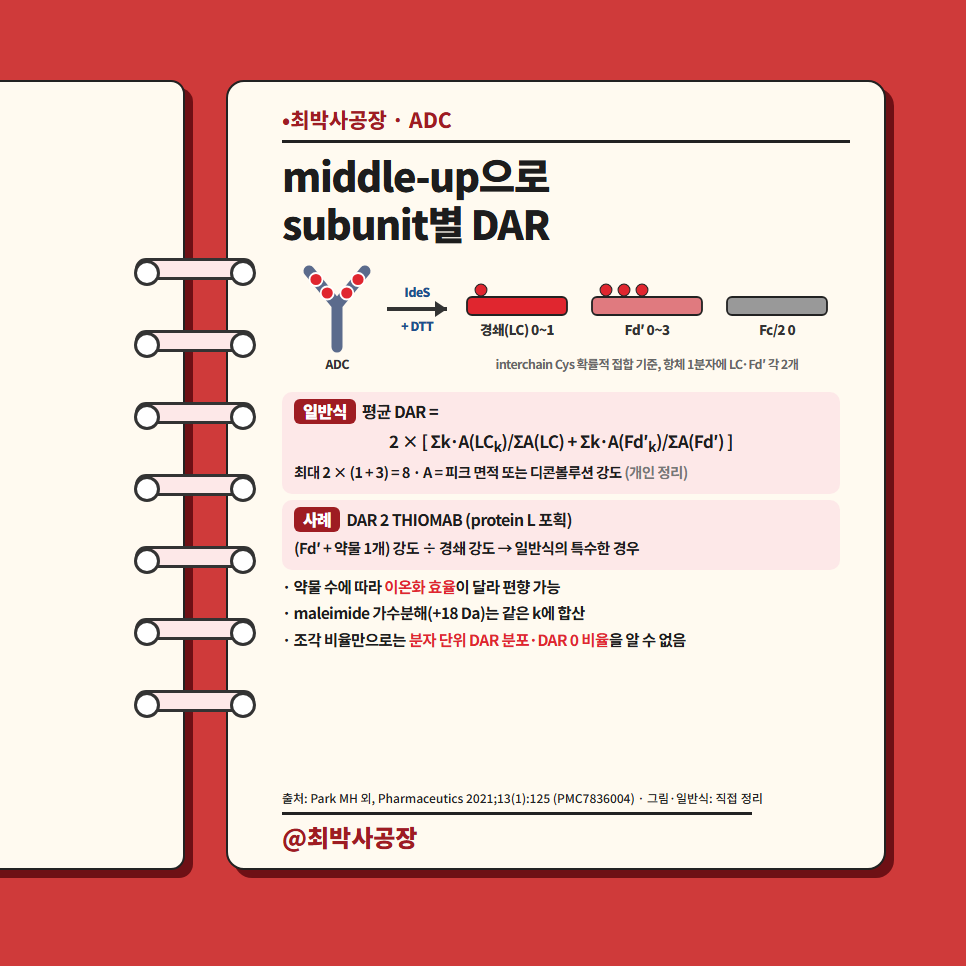 •최박사공장 · ADC
middle-up으로
subunit별 DAR
IdeS
+ DTT
ADC
경쇄(LC) 0~1
Fd′ 0~3
Fc/2 0
interchain Cys 확률적 접합 기준, 항체 1분자에 LC·Fd′ 각 2개
일반식 평균 DAR =
2 × [ Σk·A(LCk)/ΣA(LC) + Σk·A(Fd′k)/ΣA(Fd′) ]
최대 2 × (1 + 3) = 8 · A = 피크 면적 또는 디콘볼루션 강도 (개인 정리)
사례 DAR 2 THIOMAB (protein L 포획)
(Fd′ + 약물 1개) 강도 ÷ 경쇄 강도 → 일반식의 특수한 경우
· 약물 수에 따라 이온화 효율이 달라 편향 가능
· maleimide 가수분해(+18 Da)는 같은 k에 합산
· 조각 비율만으로는 분자 단위 DAR 분포·DAR 0 비율을 알 수 없음
출처: Park MH 외, Pharmaceutics 2021;13(1):125 (PMC7836004) · 그림·일반식: 직접 정리
@최박사공장